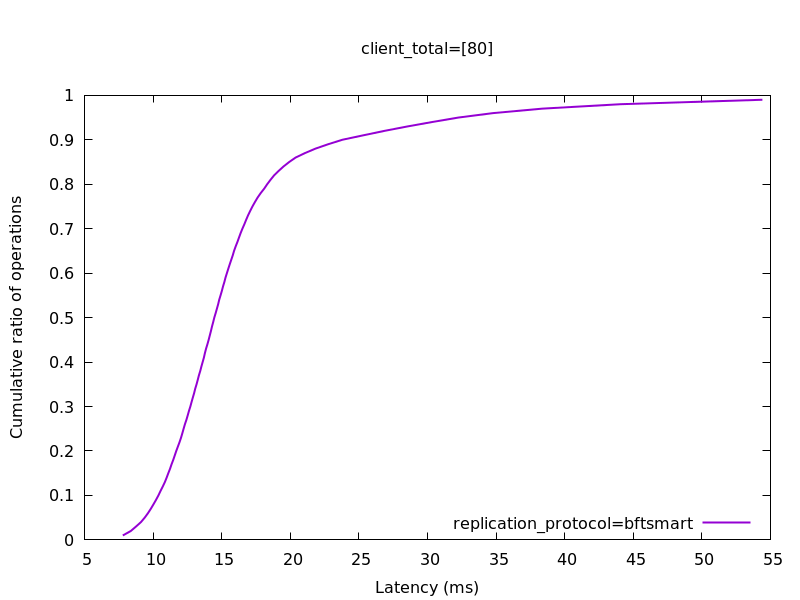 client_total=[80]
1
0.9
0.8
0.7
0.6
0.5
0.4
0.3
0.2
0.1
0
Cumulative ratio of operations
replication_protocol=bftsmart
5 10 15 20 25 30 35 40 45 50 55
Latency (ms)